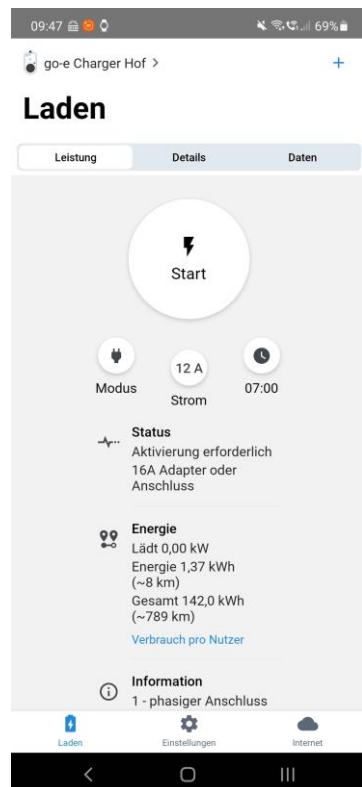 09:47 69%
go-e Charger Hof > +
Laden
Leistung Details Daten
Start
12 A
Modus Strom 07:00
Status
Aktivierung erforderlich
16A Adapter oder
Anschluss
Energie
Lädt 0,00 kW
Energie 1,37 kWh
(~8 km)
Gesamt 142,0 kWh
(~789 km)
Verbrauch pro Nutzer
Information
1 - phasiger Anschluss
Laden Einstellungen Internet